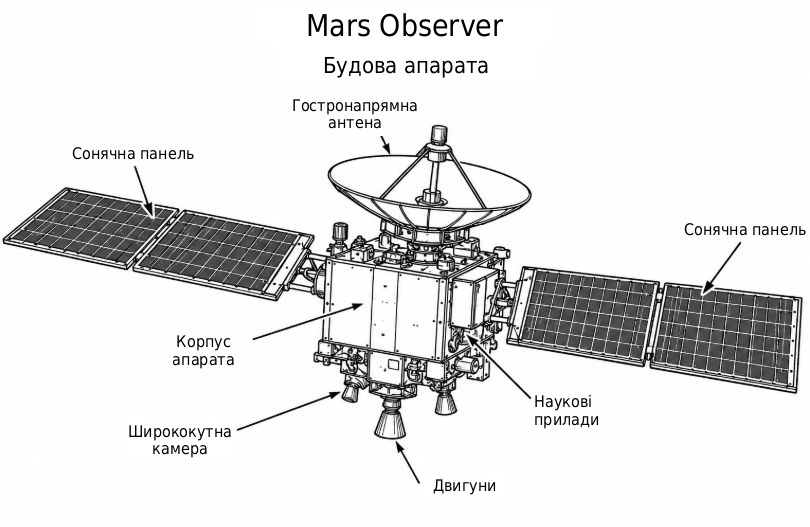 Mars Observer
Будова апарата
Гостронапрямна
антена
Сонячна панель
Сонячна панель
Корпус
апарата
Наукові
прилади
Ширококутна
камера
Двигуни